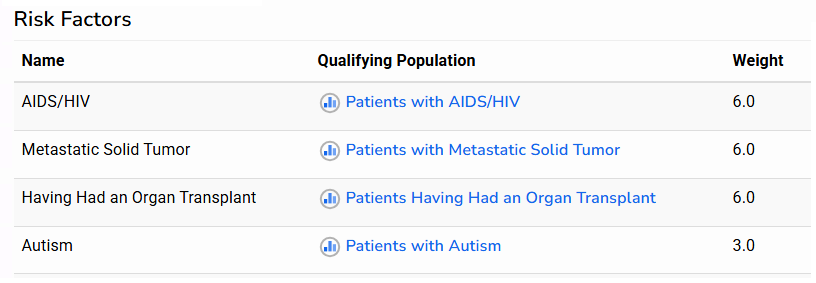 Risk Factors
Name Qualifying Population Weight
AIDS/HIV Patients with AIDS/HIV 6.0
Metastatic Solid Tumor Patients with Metastatic Solid Tumor 6.0
Having Had an Organ Transplant Patients Having Had an Organ Transplant 6.0
Autism Patients with Autism 3.0